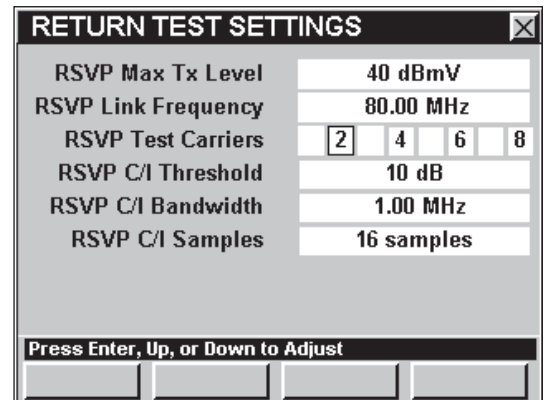 RETURN TEST SETTINGS
RSVP Max Tx Level 40 dBmV
RSVP Link Frequency 80.00 MHz
RSVP Test Carriers 2 4 6 8
RSVP C/I Threshold 10 dB
RSVP C/I Bandwidth 1.00 MHz
RSVP C/I Samples 16 samples
Press Enter, Up, or Down to Adjust